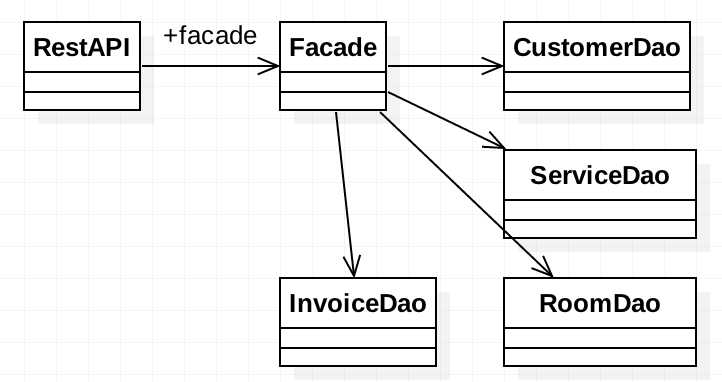 RestAPI
+facade
Facade
CustomerDao
ServiceDao
InvoiceDao
RoomDao